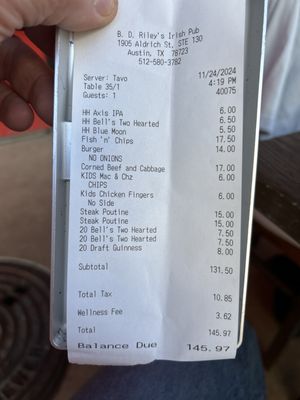 B. D. Riley's Irish Pub
1905 Aldrich St, STE 130
Austin, TX 78723
512-580-3782
Server: Tavo 11/24/2024
Table 35/1 4:19 PM
Guests: 1 40075
HH Axis IPA 6.00
HH Bell's Two Hearted 6.50
HH Blue Moon 5.50
Fish 'n' Chips 17.50
Burger 14.00
NO ONIONS
Corned Beef and Cabbage 17.00
KIDS Mac & Chz 6.00
CHIPS
Kids Chicken Fingers 6.00
No Side
Steak Poutine 15.00
Steak Poutine 15.00
20 Bell's Two Hearted 7.50
20 Bell's Two Hearted 7.50
20 Draft Guinness 8.00
Subtotal 131.50
Total Tax 10.85
Wellness Fee 3.62
Total 145.97
Balance Due 145.97